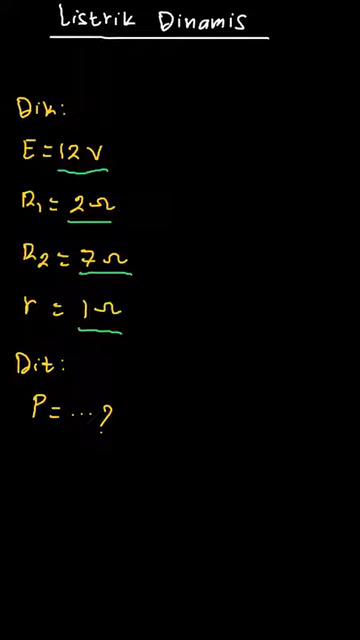 Listrik Dinamis
Dik:
E = 12 V
R₁ = 2 Ω
R₂ = 7 Ω
r = 1 Ω
Dit:
P = ... ?